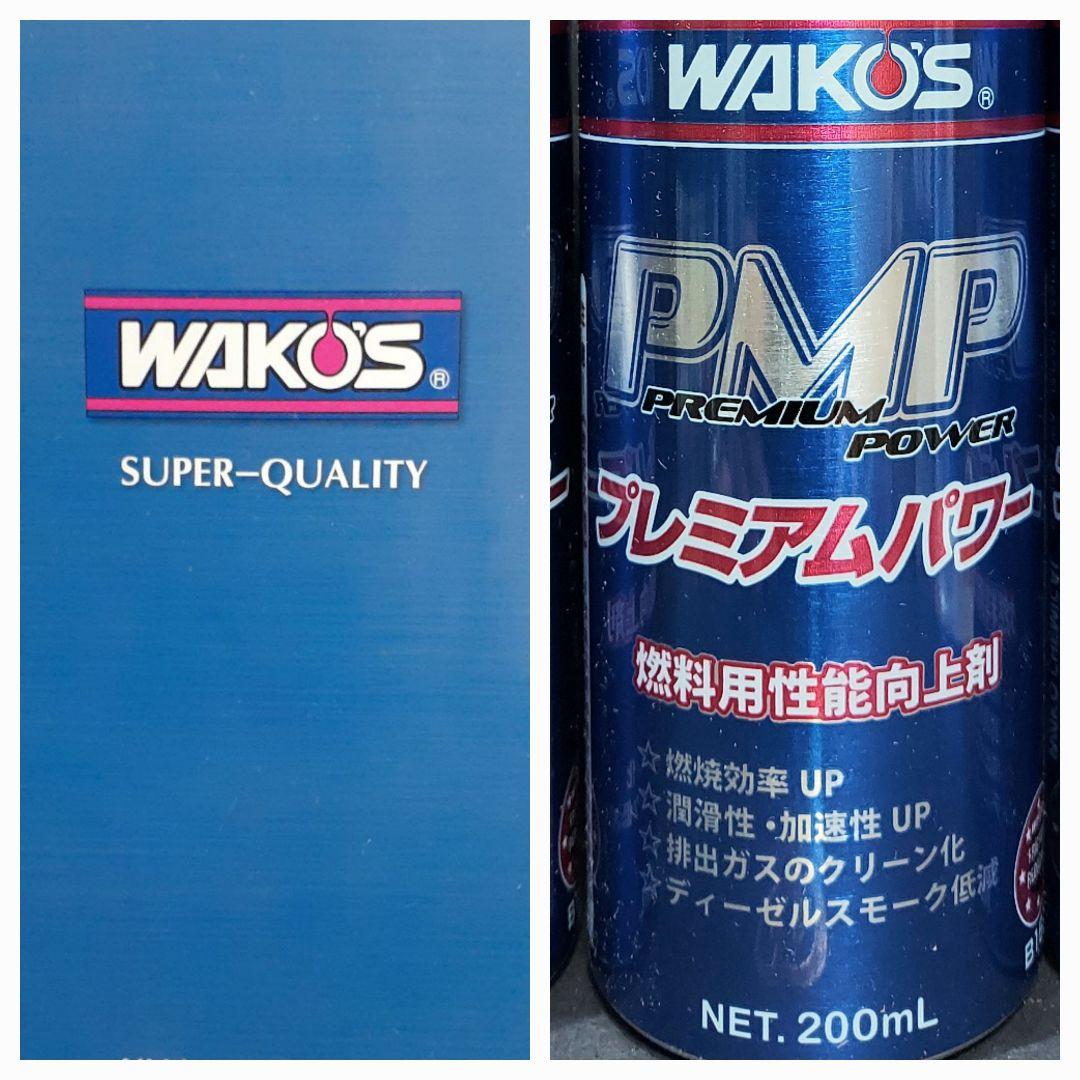 WAKO'S ®
SUPER-QUALITY
WAKO'S ®
PMP
PREMIUM
POWER
プレミアムパワー
燃料用性能向上剤
☆燃焼効率 UP
☆潤滑性・加速性 UP
☆排出ガスのクリーン化
☆ディーゼルスモーク低減
NET. 200mL